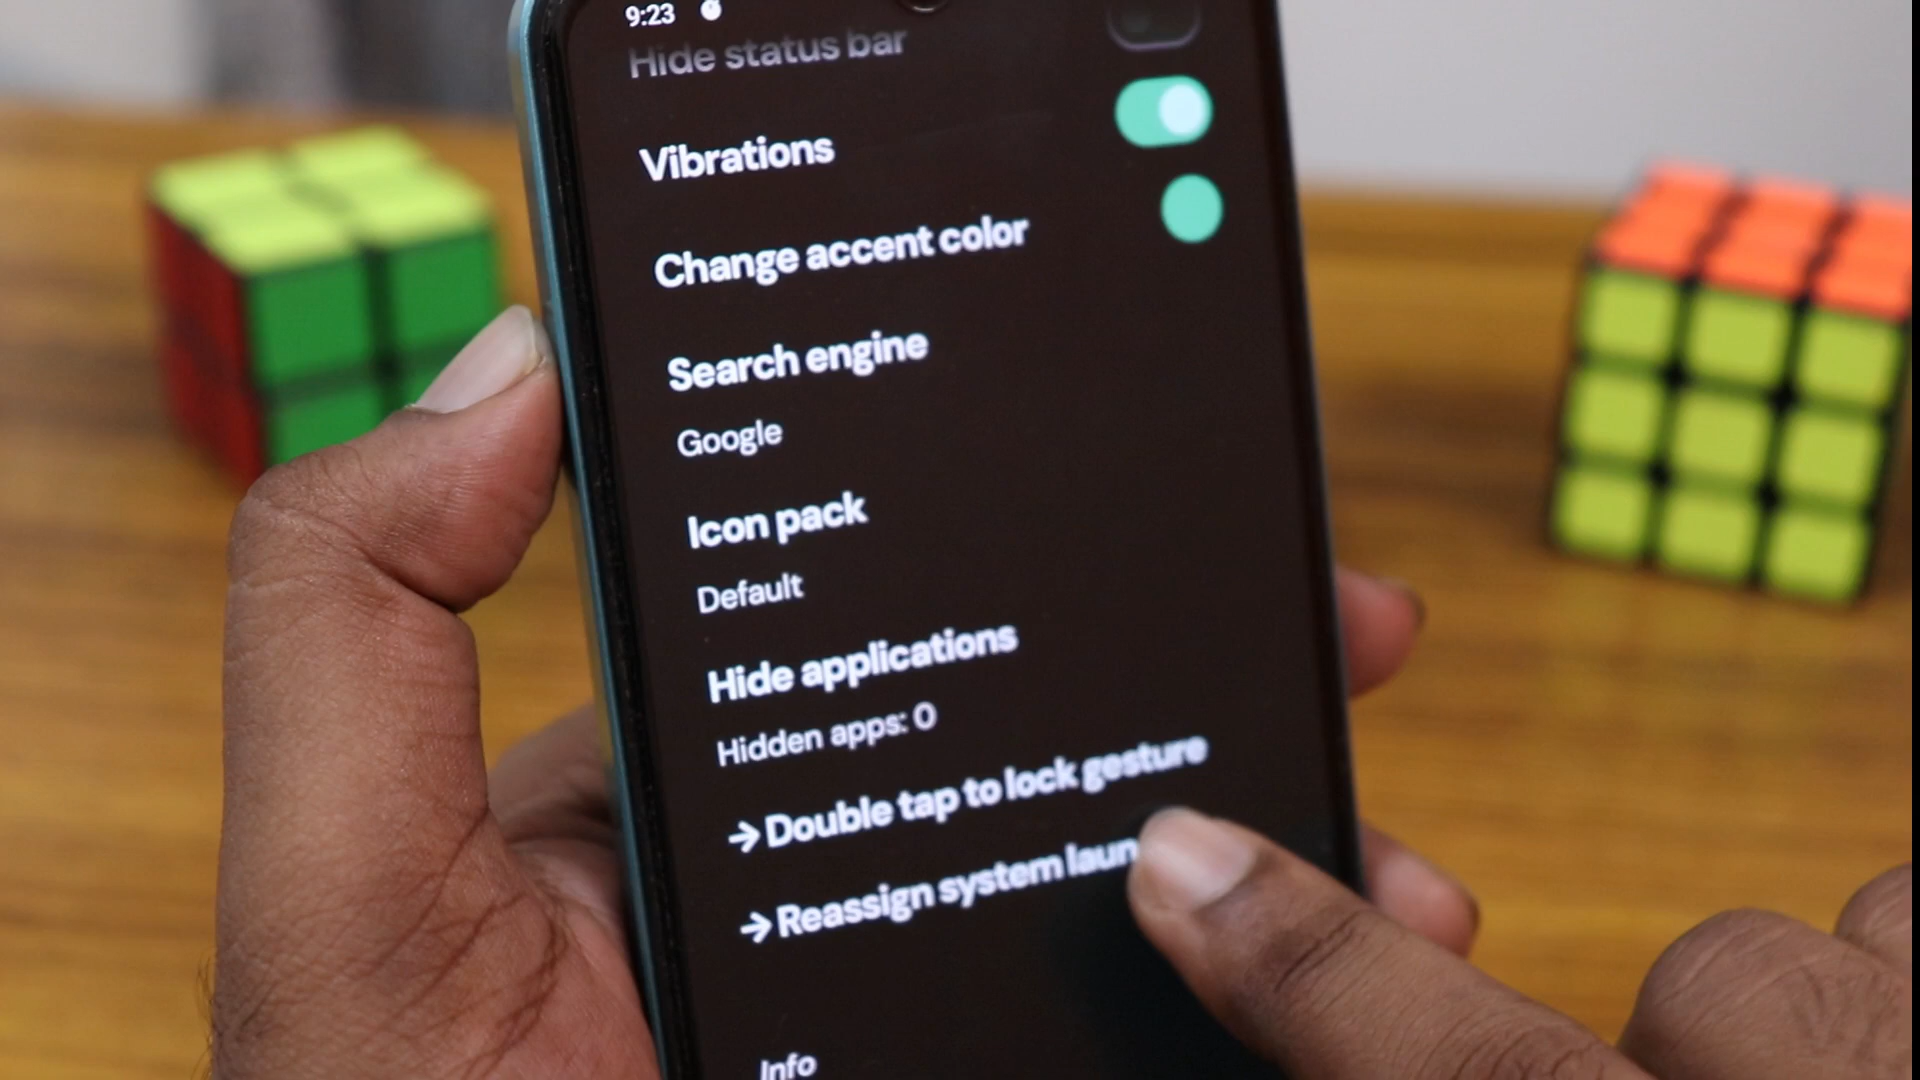 9:23
Hide status bar
Vibrations
Change accent color
Search engine
Google
Icon pack
Default
Hide applications
Hidden apps: 0
→ Double tap to lock gesture
→ Reassign system laun
Info